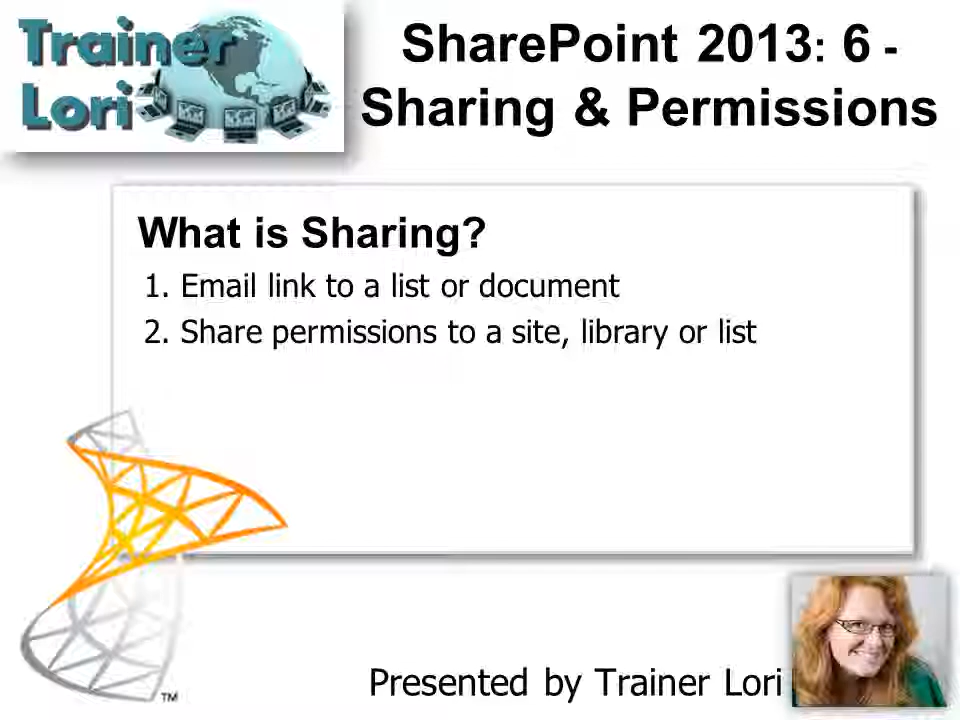 Trainer
Lori
SharePoint 2013: 6 -
Sharing & Permissions
What is Sharing?
1. Email link to a list or document
2. Share permissions to a site, library or list
TM
Presented by Trainer Lori